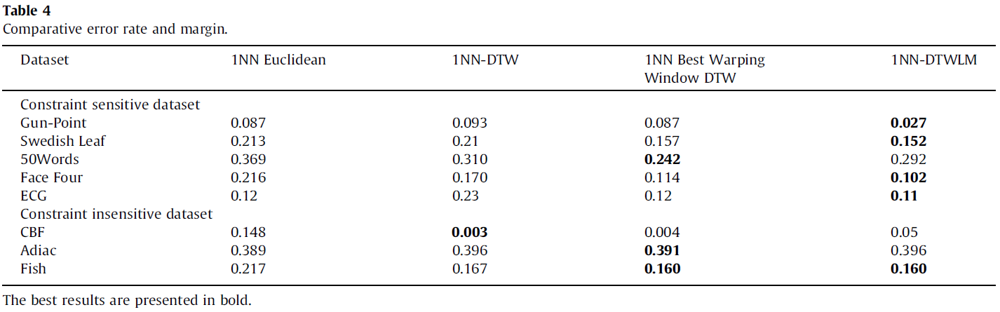 Table 4
Comparative error rate and margin.
Dataset 1NN Euclidean 1NN-DTW 1NN Best Warping Window DTW 1NN-DTWLM
Constraint sensitive dataset
Gun-Point 0.087 0.093 0.087 0.027
Swedish Leaf 0.213 0.21 0.157 0.152
50Words 0.369 0.310 0.242 0.292
Face Four 0.216 0.170 0.114 0.102
ECG 0.12 0.23 0.12 0.11
Constraint insensitive dataset
CBF 0.148 0.003 0.004 0.05
Adiac 0.389 0.396 0.391 0.396
Fish 0.217 0.167 0.160 0.160
The best results are presented in bold.